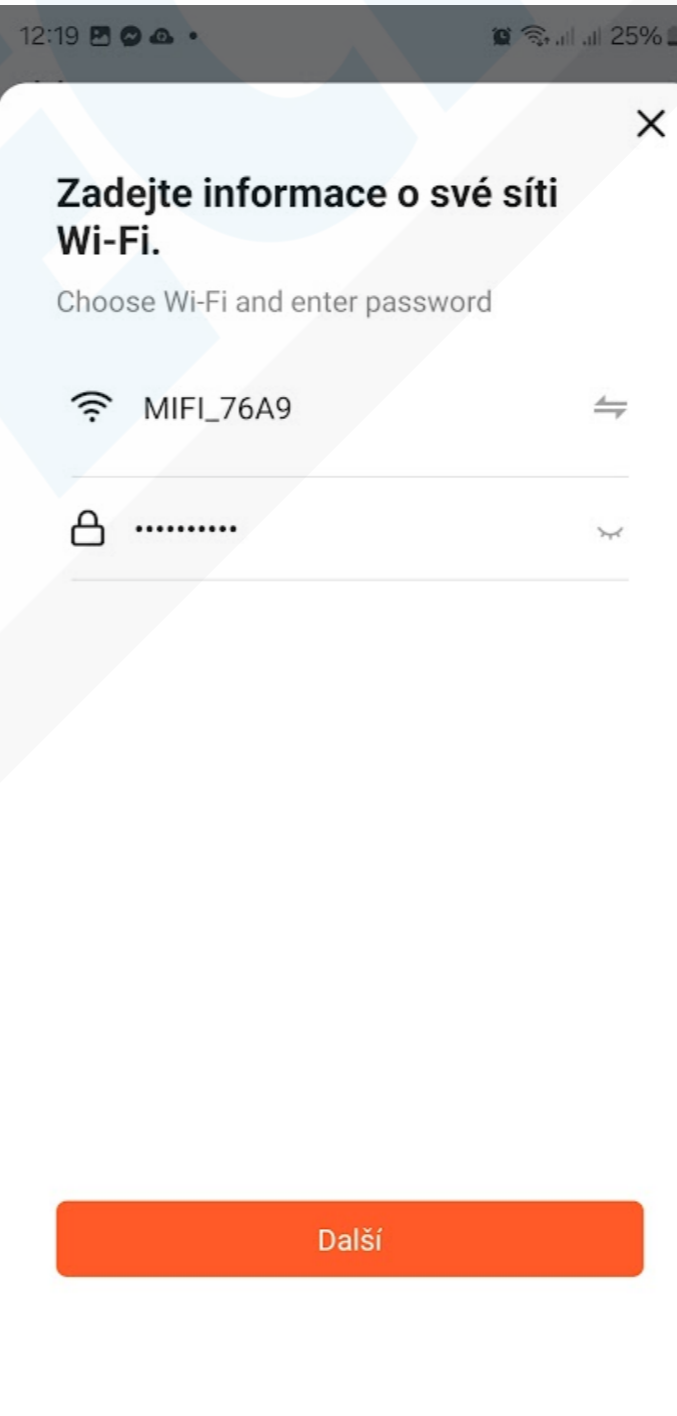 12:19
25%
Zadejte informace o své síti
Wi-Fi.
Choose Wi-Fi and enter password
MIFI_76A9
••••••••••
Další